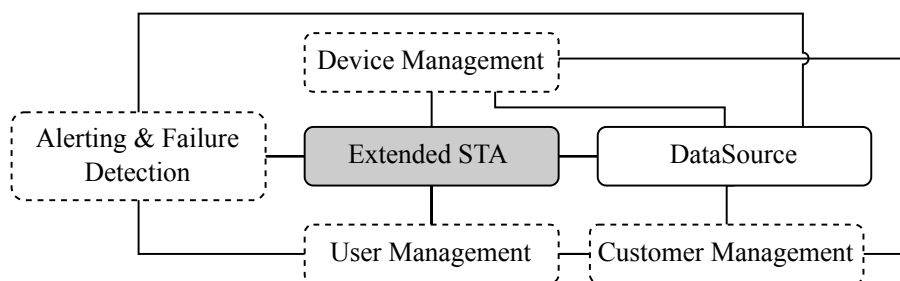 Device Management
Alerting & Failure
Detection
Extended STA
DataSource
User Management
Customer Management